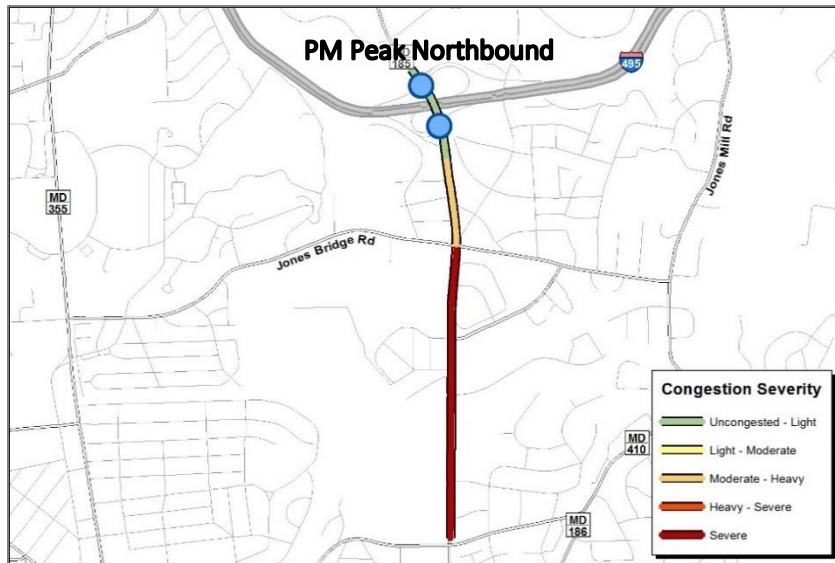 PM Peak Northbound
MD
185
495
Jones Mill Rd
MD
355
Jones Bridge Rd
Congestion Severity
Uncongested - Light
Light - Moderate
Moderate - Heavy
Heavy - Severe
Severe
MD
410
MD
186